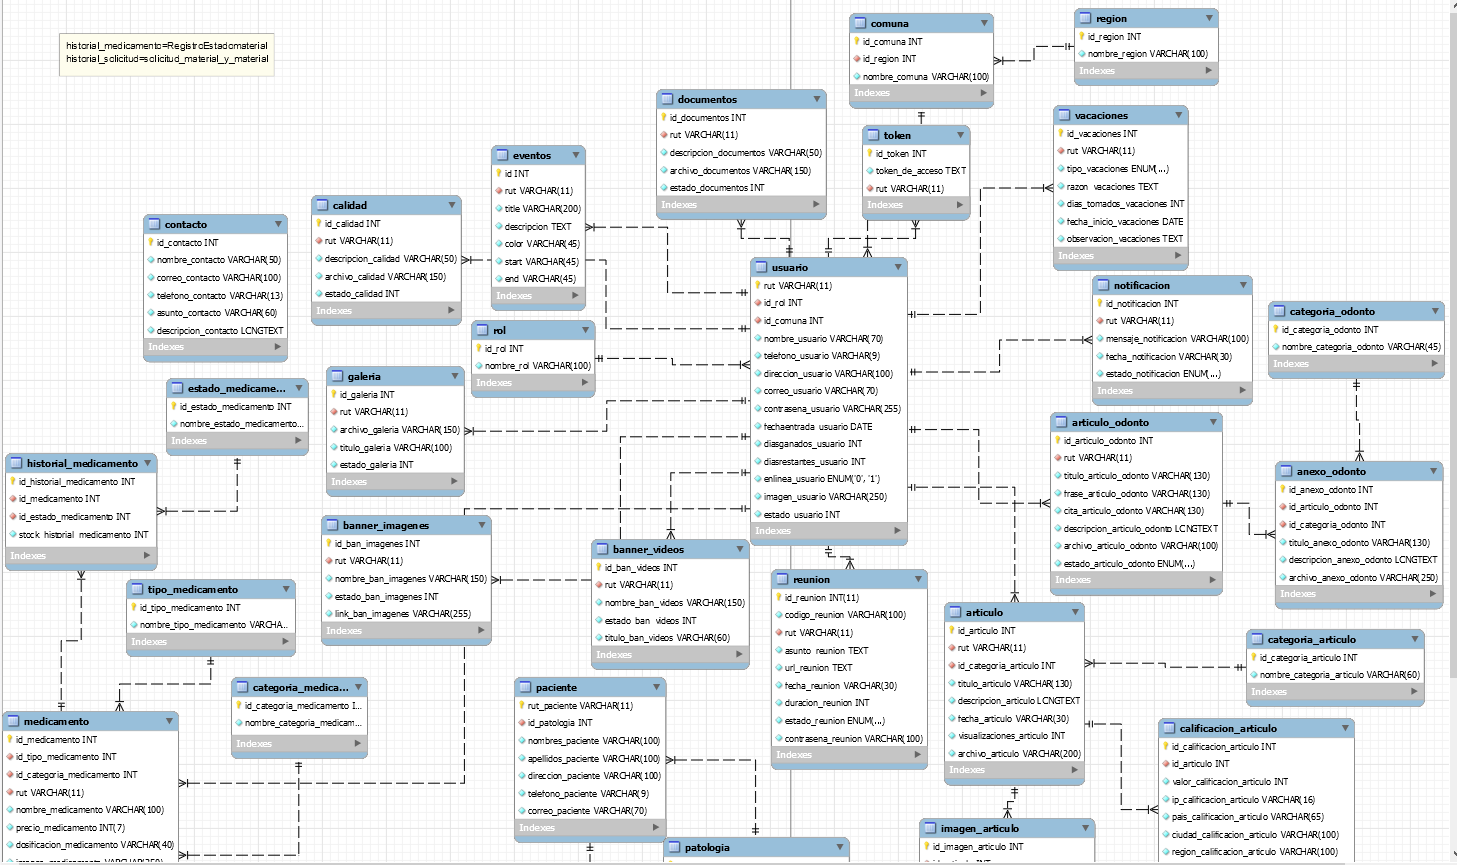 historial_medicamento=RegistroEstadomaterial
historial_solicitud=solicitud_material_y_material
comuna
id_comuna INT
id_region INT
nombre_comuna VARCHAR(100)
Indexes
region
id_region INT
nombre_region VARCHAR(100)
Indexes
documentos
id_documentos INT
rut VARCHAR(11)
descripcion_documentos VARCHAR(50)
archivo_documentos VARCHAR(150)
estado_documentos INT
Indexes
token
id_token INT
token_de_acceso TEXT
rut VARCHAR(11)
Indexes
vacaciones
id_vacaciones INT
rut VARCHAR(11)
tipo_vacaciones ENUM(...)
razon_vacaciones TEXT
dias_tomados_vacaciones INT
fecha_inicio_vacaciones DATE
observacion_vacaciones TEXT
Indexes
eventos
id INT
rut VARCHAR(11)
title VARCHAR(200)
descripcion TEXT
color VARCHAR(45)
start VARCHAR(45)
end VARCHAR(45)
Indexes
calidad
id_calidad INT
rut VARCHAR(11)
descripcion_calidad VARCHAR(50)
archivo_calidad VARCHAR(150)
estado_calidad INT
Indexes
contacto
id_contacto INT
nombre_contacto VARCHAR(50)
correo_contacto VARCHAR(100)
telefono_contacto VARCHAR(13)
asunto_contacto VARCHAR(60)
descripcion_contacto LONGTEXT
Indexes
usuario
rut VARCHAR(11)
id_rol INT
id_comuna INT
nombre_usuario VARCHAR(70)
telefono_usuario VARCHAR(9)
direccion_usuario VARCHAR(100)
correo_usuario VARCHAR(70)
contrasena_usuario VARCHAR(255)
fechaentrada_usuario DATE
diasganados_usuario INT
diasrestantes_usuario INT
enlinea_usuario ENUM('0', '1')
imagen_usuario VARCHAR(250)
estado_usuario INT
Indexes
notificacion
id_notificacion INT
rut VARCHAR(11)
mensaje_notificacion VARCHAR(100)
fecha_notificacion VARCHAR(30)
estado_notificacion ENUM(...)
Indexes
categoria_odonto
id_categoria_odonto INT
nombre_categoria_odonto VARCHAR(45)
Indexes
rol
id_rol INT
nombre_rol VARCHAR(100)
Indexes
galeria
id_galeria INT
rut VARCHAR(11)
archivo_galeria VARCHAR(150)
titulo_galeria VARCHAR(100)
estado_galeria INT
Indexes
estado_medicame...
id_estado_medicamento INT
nombre_estado_medicamento...
Indexes
articulo_odonto
id_articulo_odonto INT
rut VARCHAR(11)
titulo_articulo_odonto VARCHAR(130)
frase_articulo_odonto VARCHAR(130)
cita_articulo_odonto VARCHAR(130)
descripcion_articulo_odonto LONGTEXT
archivo_articulo_odonto VARCHAR(100)
estado_articulo_odonto ENUM(...)
Indexes
anexo_odonto
id_anexo_odonto INT
id_articulo_odonto INT
id_categoria_odonto INT
titulo_anexo_odonto VARCHAR(130)
descripcion_anexo_odonto LONGTEXT
archivo_anexo_odonto VARCHAR(250)
Indexes
historial_medicamento
id_historial_medicamento INT
id_medicamento INT
id_estado_medicamento INT
stock_historial_medicamento INT
Indexes
banner_imagenes
id_ban_imagenes INT
rut VARCHAR(11)
nombre_ban_imagenes VARCHAR(150)
estado_ban_imagenes INT
link_ban_imagenes VARCHAR(255)
Indexes
banner_videos
id_ban_videos INT
rut VARCHAR(11)
nombre_ban_videos VARCHAR(150)
estado_ban_videos INT
titulo_ban_videos VARCHAR(60)
Indexes
reunion
id_reunion INT(11)
codigo_reunion VARCHAR(100)
rut VARCHAR(11)
asunto_reunion TEXT
url_reunion TEXT
fecha_reunion VARCHAR(30)
duracion_reunion INT
estado_reunion ENUM(...)
contrasena_reunion VARCHAR(100)
Indexes
tipo_medicamento
id_tipo_medicamento INT
nombre_tipo_medicamento VARCHA...
Indexes
articulo
id_articulo INT
rut VARCHAR(11)
id_categoria_articulo INT
titulo_articulo VARCHAR(130)
descripcion_articulo LONGTEXT
fecha_articulo VARCHAR(30)
visualizaciones_articulo INT
archivo_articulo VARCHAR(200)
Indexes
categoria_articulo
id_categoria_articulo INT
nombre_categoria_articulo VARCHAR(60)
Indexes
categoria_medica...
id_categoria_medicamento I...
nombre_categoria_medicam...
Indexes
paciente
rut_paciente VARCHAR(11)
id_patologia INT
nombres_paciente VARCHAR(100)
apellidos_paciente VARCHAR(100)
direccion_paciente VARCHAR(100)
telefono_paciente VARCHAR(9)
correo_paciente VARCHAR(70)
Indexes
medicamento
id_medicamento INT
id_tipo_medicamento INT
id_categoria_medicamento INT
rut VARCHAR(11)
nombre_medicamento VARCHAR(100)
precio_medicamento INT(7)
dosificacion_medicamento VARCHAR(40)
calificacion_articulo
id_calificacion_articulo INT
id_articulo INT
valor_calificacion_articulo INT
ip_calificacion_articulo VARCHAR(16)
pais_calificacion_articulo VARCHAR(65)
ciudad_calificacion_articulo VARCHAR(100)
region_calificacion_articulo VARCHAR(100)
imagen_articulo
id_imagen_articulo INT
patologia